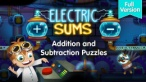 Full
Version
ELECTRIC
SUMS
Addition and
Subtraction Puzzles